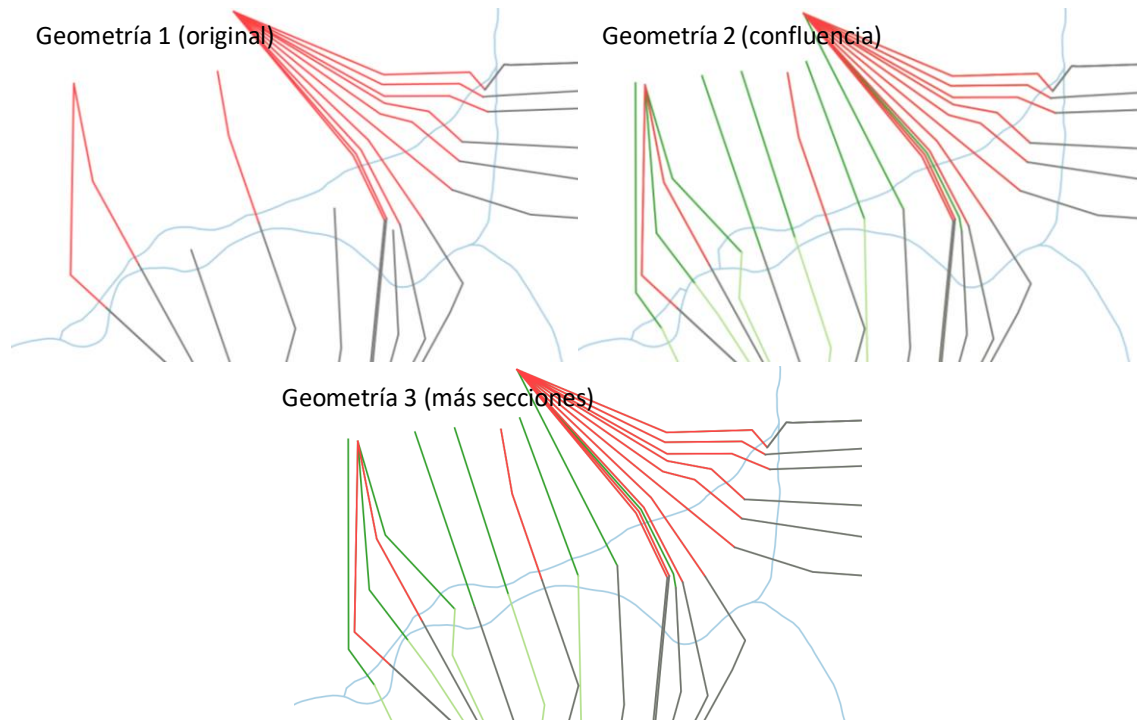 Geometría 1 (original)
Geometría 2 (confluencia)
Geometría 3 (más secciones)